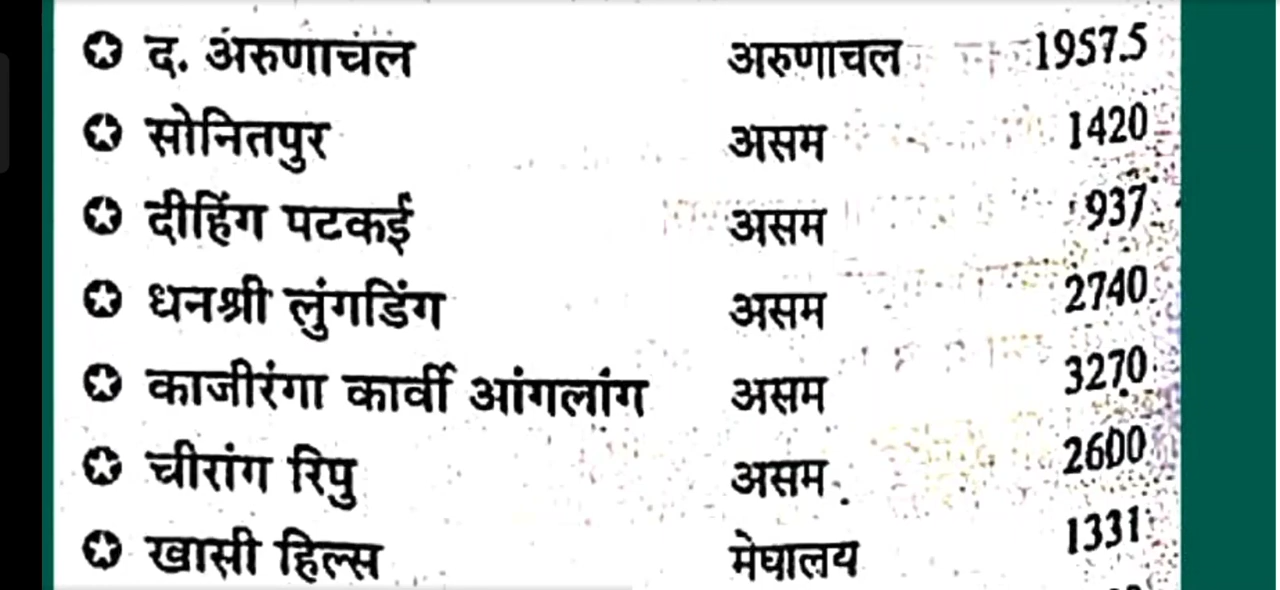 ✪ द. अरुणाचल अरुणाचल 1957.5
✪ सोनितपुर असम 1420
✪ दीहिंग पटकई असम 937
✪ धनश्री लुंगडिंग असम 2740
✪ काजीरंगा कार्वी आंगलांग असम 3270
✪ चीरांग रिपु असम 2600
✪ खासी हिल्स मेघालय 1331